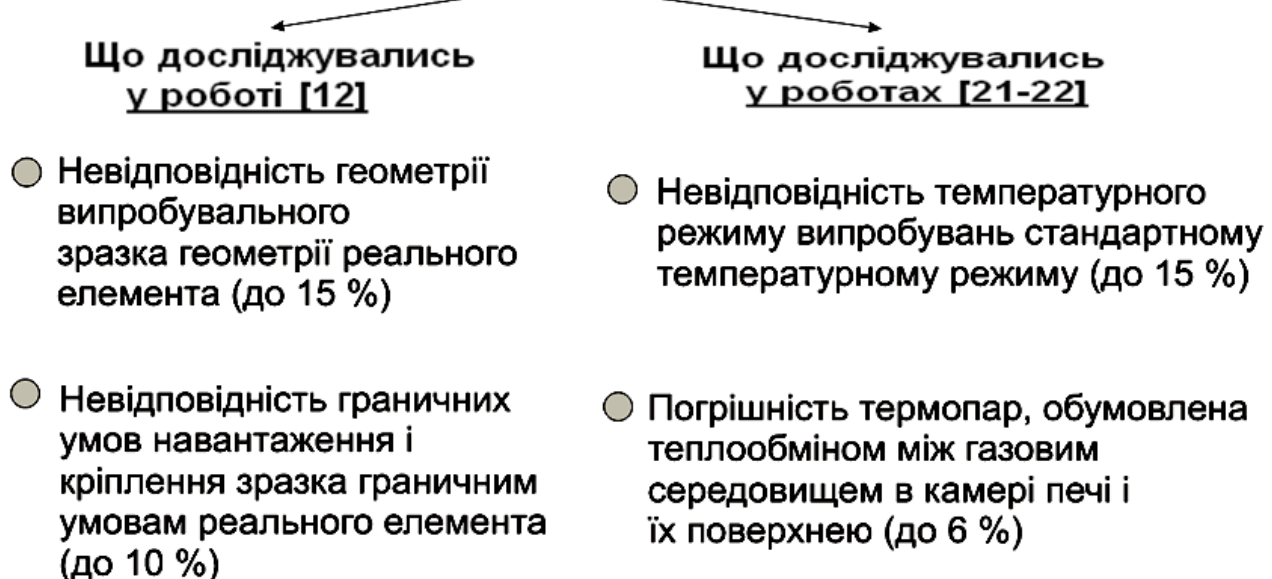 Що досліджувались
у роботі [12]
Невідповідність геометрії
випробувального
зразка геометрії реального
елемента (до 15 %)
Невідповідність граничних
умов навантаження і
кріплення зразка граничним
умовам реального елемента
(до 10 %)
Що досліджувались
у роботах [21-22]
Невідповідність температурного
режиму випробувань стандартному
температурному режиму (до 15 %)
Погрішність термопар, обумовлена
теплообміном між газовим
середовищем в камері печі і
їх поверхнею (до 6 %)